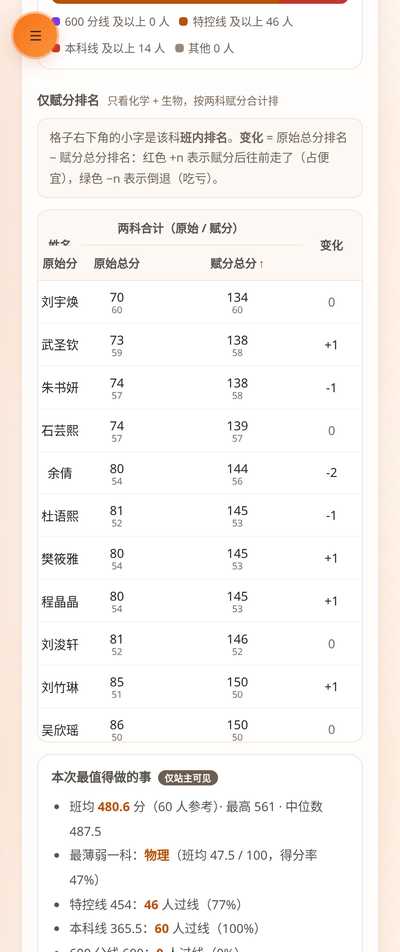 600 分线 及以上 0 人 特控线 及以上 46 人
本科线 及以上 14 人 其他 0 人
仅赋分排名 只看化学 + 生物，按两科赋分合计排
格子右下角的小字是该科班内排名。变化 = 原始总分排名
− 赋分总分排名：红色 +n 表示赋分后往前走了（占便
宜），绿色 −n 表示倒退（吃亏）。
两科合计（原始 / 赋分）
姓名 变化
原始分 原始总分 赋分总分 ↑
刘宇焕 70 134 0
60 60
武圣钦 73 138 +1
59 58
朱书妍 74 138 -1
57 58
石芸熙 74 139 0
57 57
余倩 80 144 -2
54 56
杜语熙 81 145 -1
52 53
樊筱雅 80 145 +1
54 53
程晶晶 80 145 +1
54 53
刘浚轩 81 146 0
52 52
刘竹琳 85 150 +1
51 50
吴欣瑶 86 150 0
50 50
本次最值得做的事 仅站主可见
班均 480.6 分（60 人参考）· 最高 561 · 中位数
487.5
最薄弱一科：物理（班均 47.5 / 100，得分率
47%）
特控线 454：46 人过线（77%）
本科线 365.5：60 人过线（100%）
600 分线 600：0 人过线（0%）